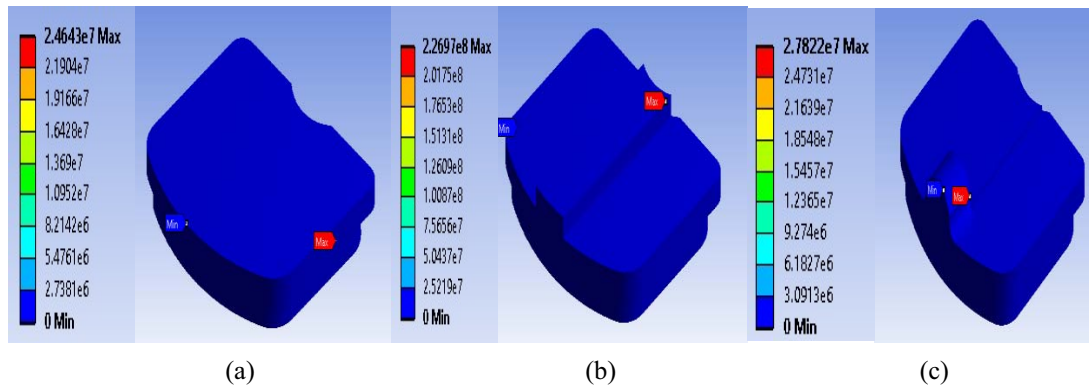 2.4643e7 Max
2.1904e7
1.9166e7
1.6428e7
1.369e7
1.0952e7
8.2142e6
5.4761e6
2.7381e6
0 Min
Min
Max
2.2697e8 Max
2.0175e8
1.7653e8
1.5131e8
1.2609e8
1.0087e8
7.5656e7
5.0437e7
2.5219e7
0 Min
Min
Max
2.7822e7 Max
2.4731e7
2.1639e7
1.8548e7
1.5457e7
1.2365e7
9.274e6
6.1827e6
3.0913e6
0 Min
Min
Max
(a)
(b)
(c)